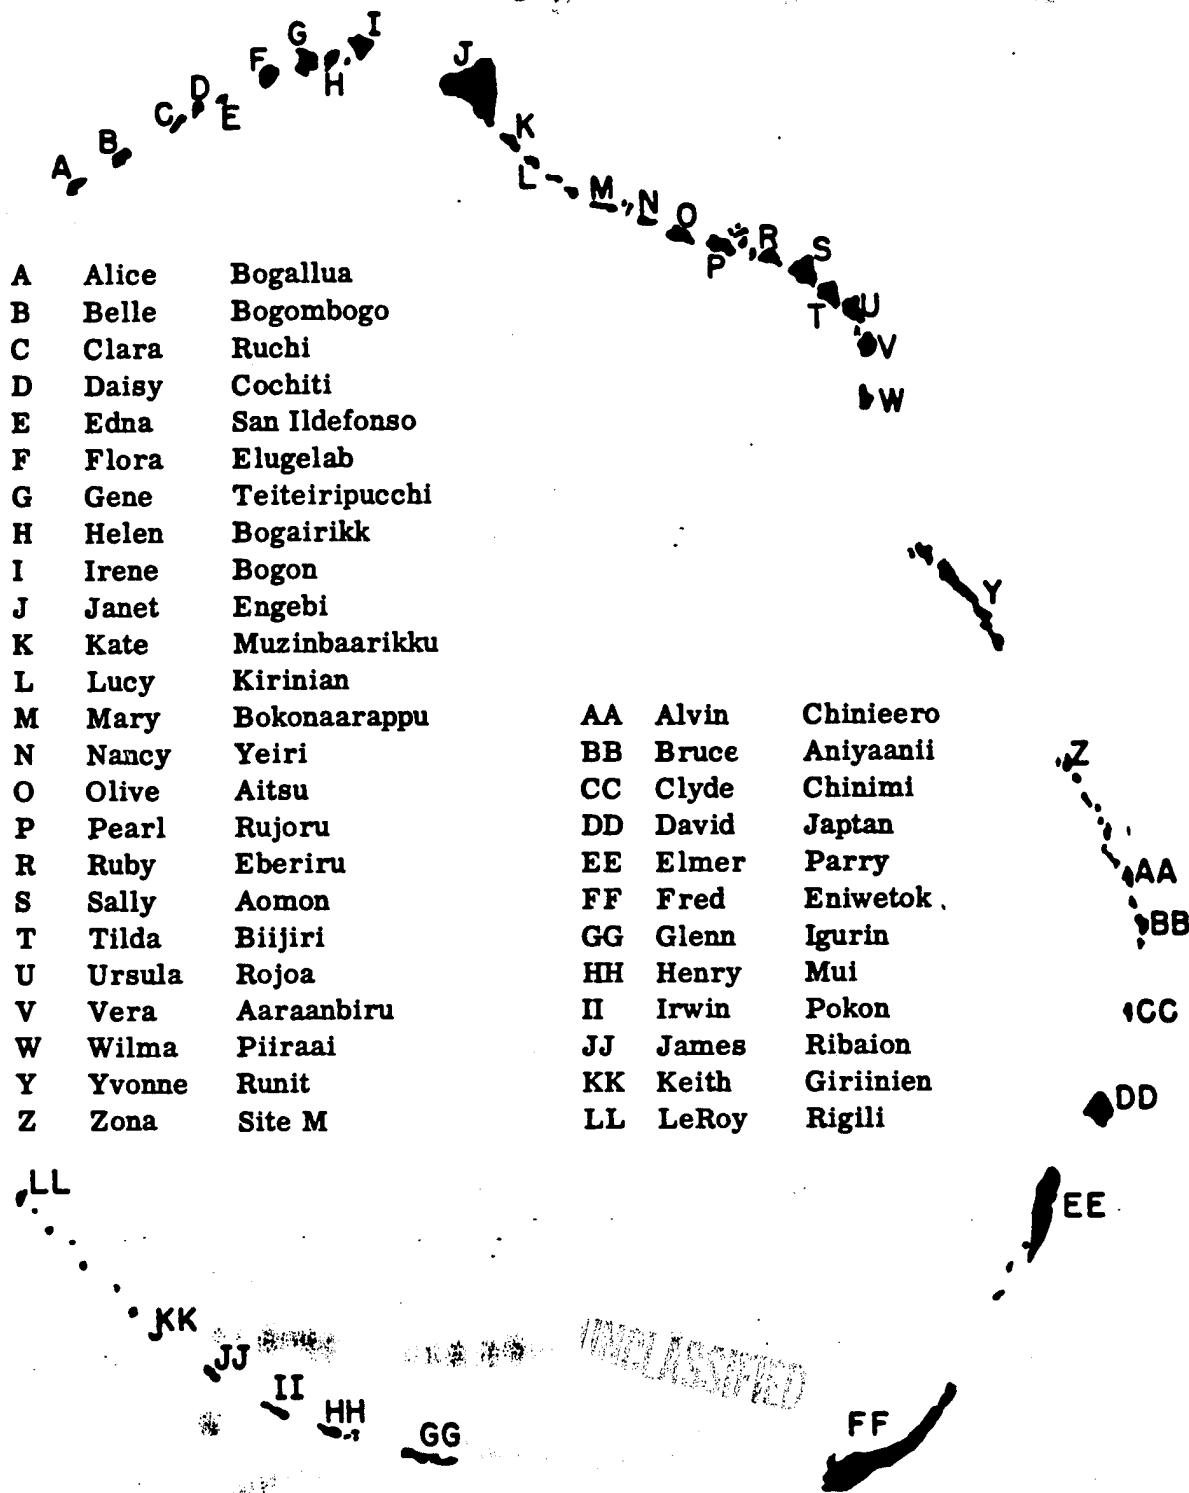 I
G
J
F
H
D
E
C
K
B
A
L
M
N
O
R
S
P
T
U
V
W
A Alice Bogallua
B Belle Bogombogo
C Clara Ruchi
D Daisy Cochiti
E Edna San Ildefonso
F Flora Elugelab
G Gene Teiteiripucchi
H Helen Bogairikk
I Irene Bogon
J Janet Engebi
K Kate Muzinbaarikku
L Lucy Kirinian
M Mary Bokonaarappu
N Nancy Yeiri
O Olive Aitsu
P Pearl Rujoru
R Ruby Eberiru
S Sally Aomon
T Tilda Biijiri
U Ursula Rojoa
V Vera Aaraanbiru
W Wilma Piiraai
Y Yvonne Runit
Z Zona Site M
AA Alvin Chinieero
BB Bruce Aniyaanii
CC Clyde Chinimi
DD David Japtan
EE Elmer Parry
FF Fred Eniwetok
GG Glenn Igurin
HH Henry Mui
II Irwin Pokon
JJ James Ribaion
KK Keith Giriinien
LL LeRoy Rigili
Y
Z
AA
BB
CC
DD
EE
LL
KK
JJ
II
HH
GG
FF
UNCLASSIFIED